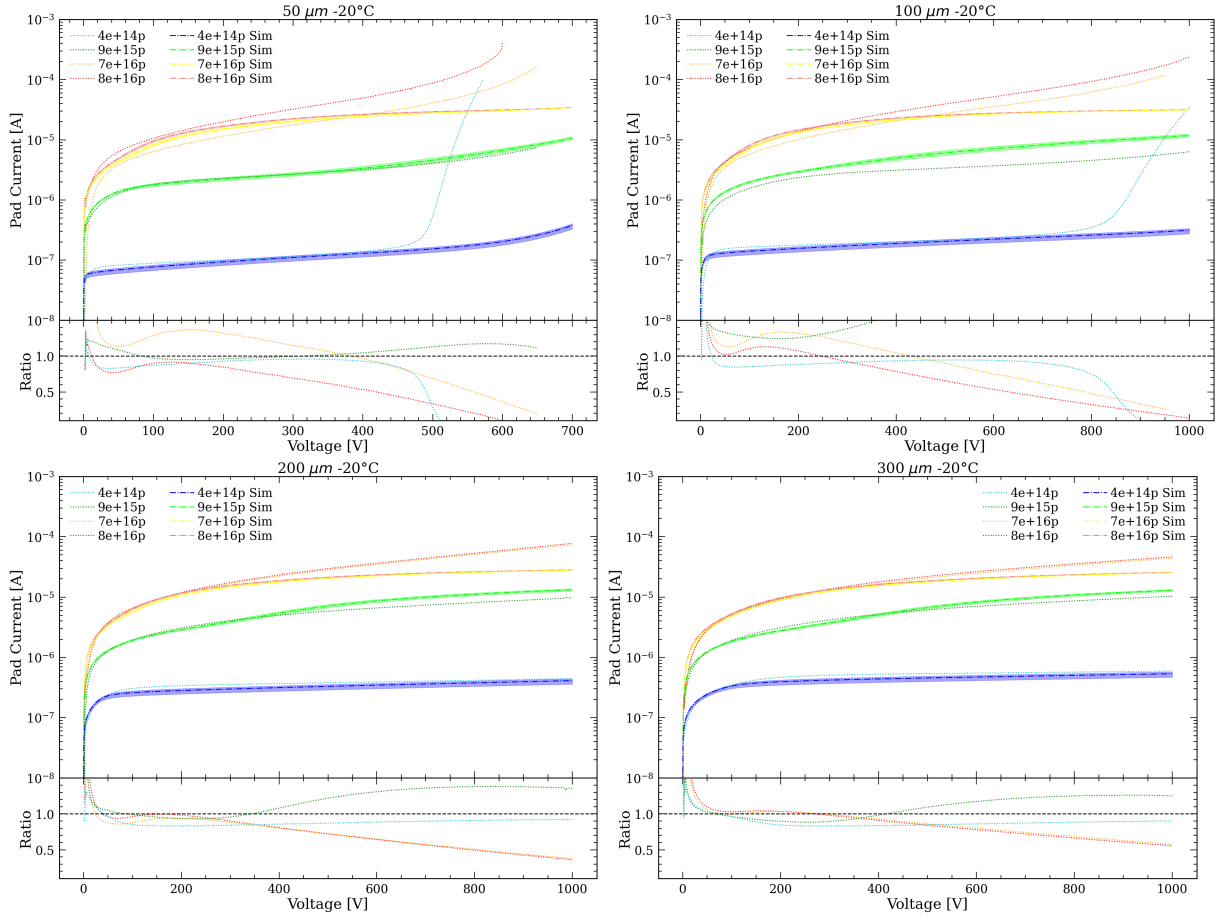 50 μm -20°C
10⁻³
10⁻⁴
10⁻⁵
10⁻⁶
10⁻⁷
10⁻⁸
Pad Current [A]
4e+14p
9e+15p
7e+16p
8e+16p
4e+14p Sim
9e+15p Sim
7e+16p Sim
8e+16p Sim
1.0
0.5
Ratio
0 100 200 300 400 500 600 700
Voltage [V]
100 μm -20°C
10⁻³
10⁻⁴
10⁻⁵
10⁻⁶
10⁻⁷
10⁻⁸
Pad Current [A]
4e+14p
9e+15p
7e+16p
8e+16p
4e+14p Sim
9e+15p Sim
7e+16p Sim
8e+16p Sim
1.0
0.5
Ratio
0 200 400 600 800 1000
Voltage [V]
200 μm -20°C
10⁻³
10⁻⁴
10⁻⁵
10⁻⁶
10⁻⁷
10⁻⁸
Pad Current [A]
4e+14p
9e+15p
7e+16p
8e+16p
4e+14p Sim
9e+15p Sim
7e+16p Sim
8e+16p Sim
1.0
0.5
Ratio
0 200 400 600 800 1000
Voltage [V]
300 μm -20°C
10⁻³
10⁻⁴
10⁻⁵
10⁻⁶
10⁻⁷
10⁻⁸
Pad Current [A]
4e+14p
9e+15p
7e+16p
8e+16p
4e+14p Sim
9e+15p Sim
7e+16p Sim
8e+16p Sim
1.0
0.5
Ratio
0 200 400 600 800 1000
Voltage [V]